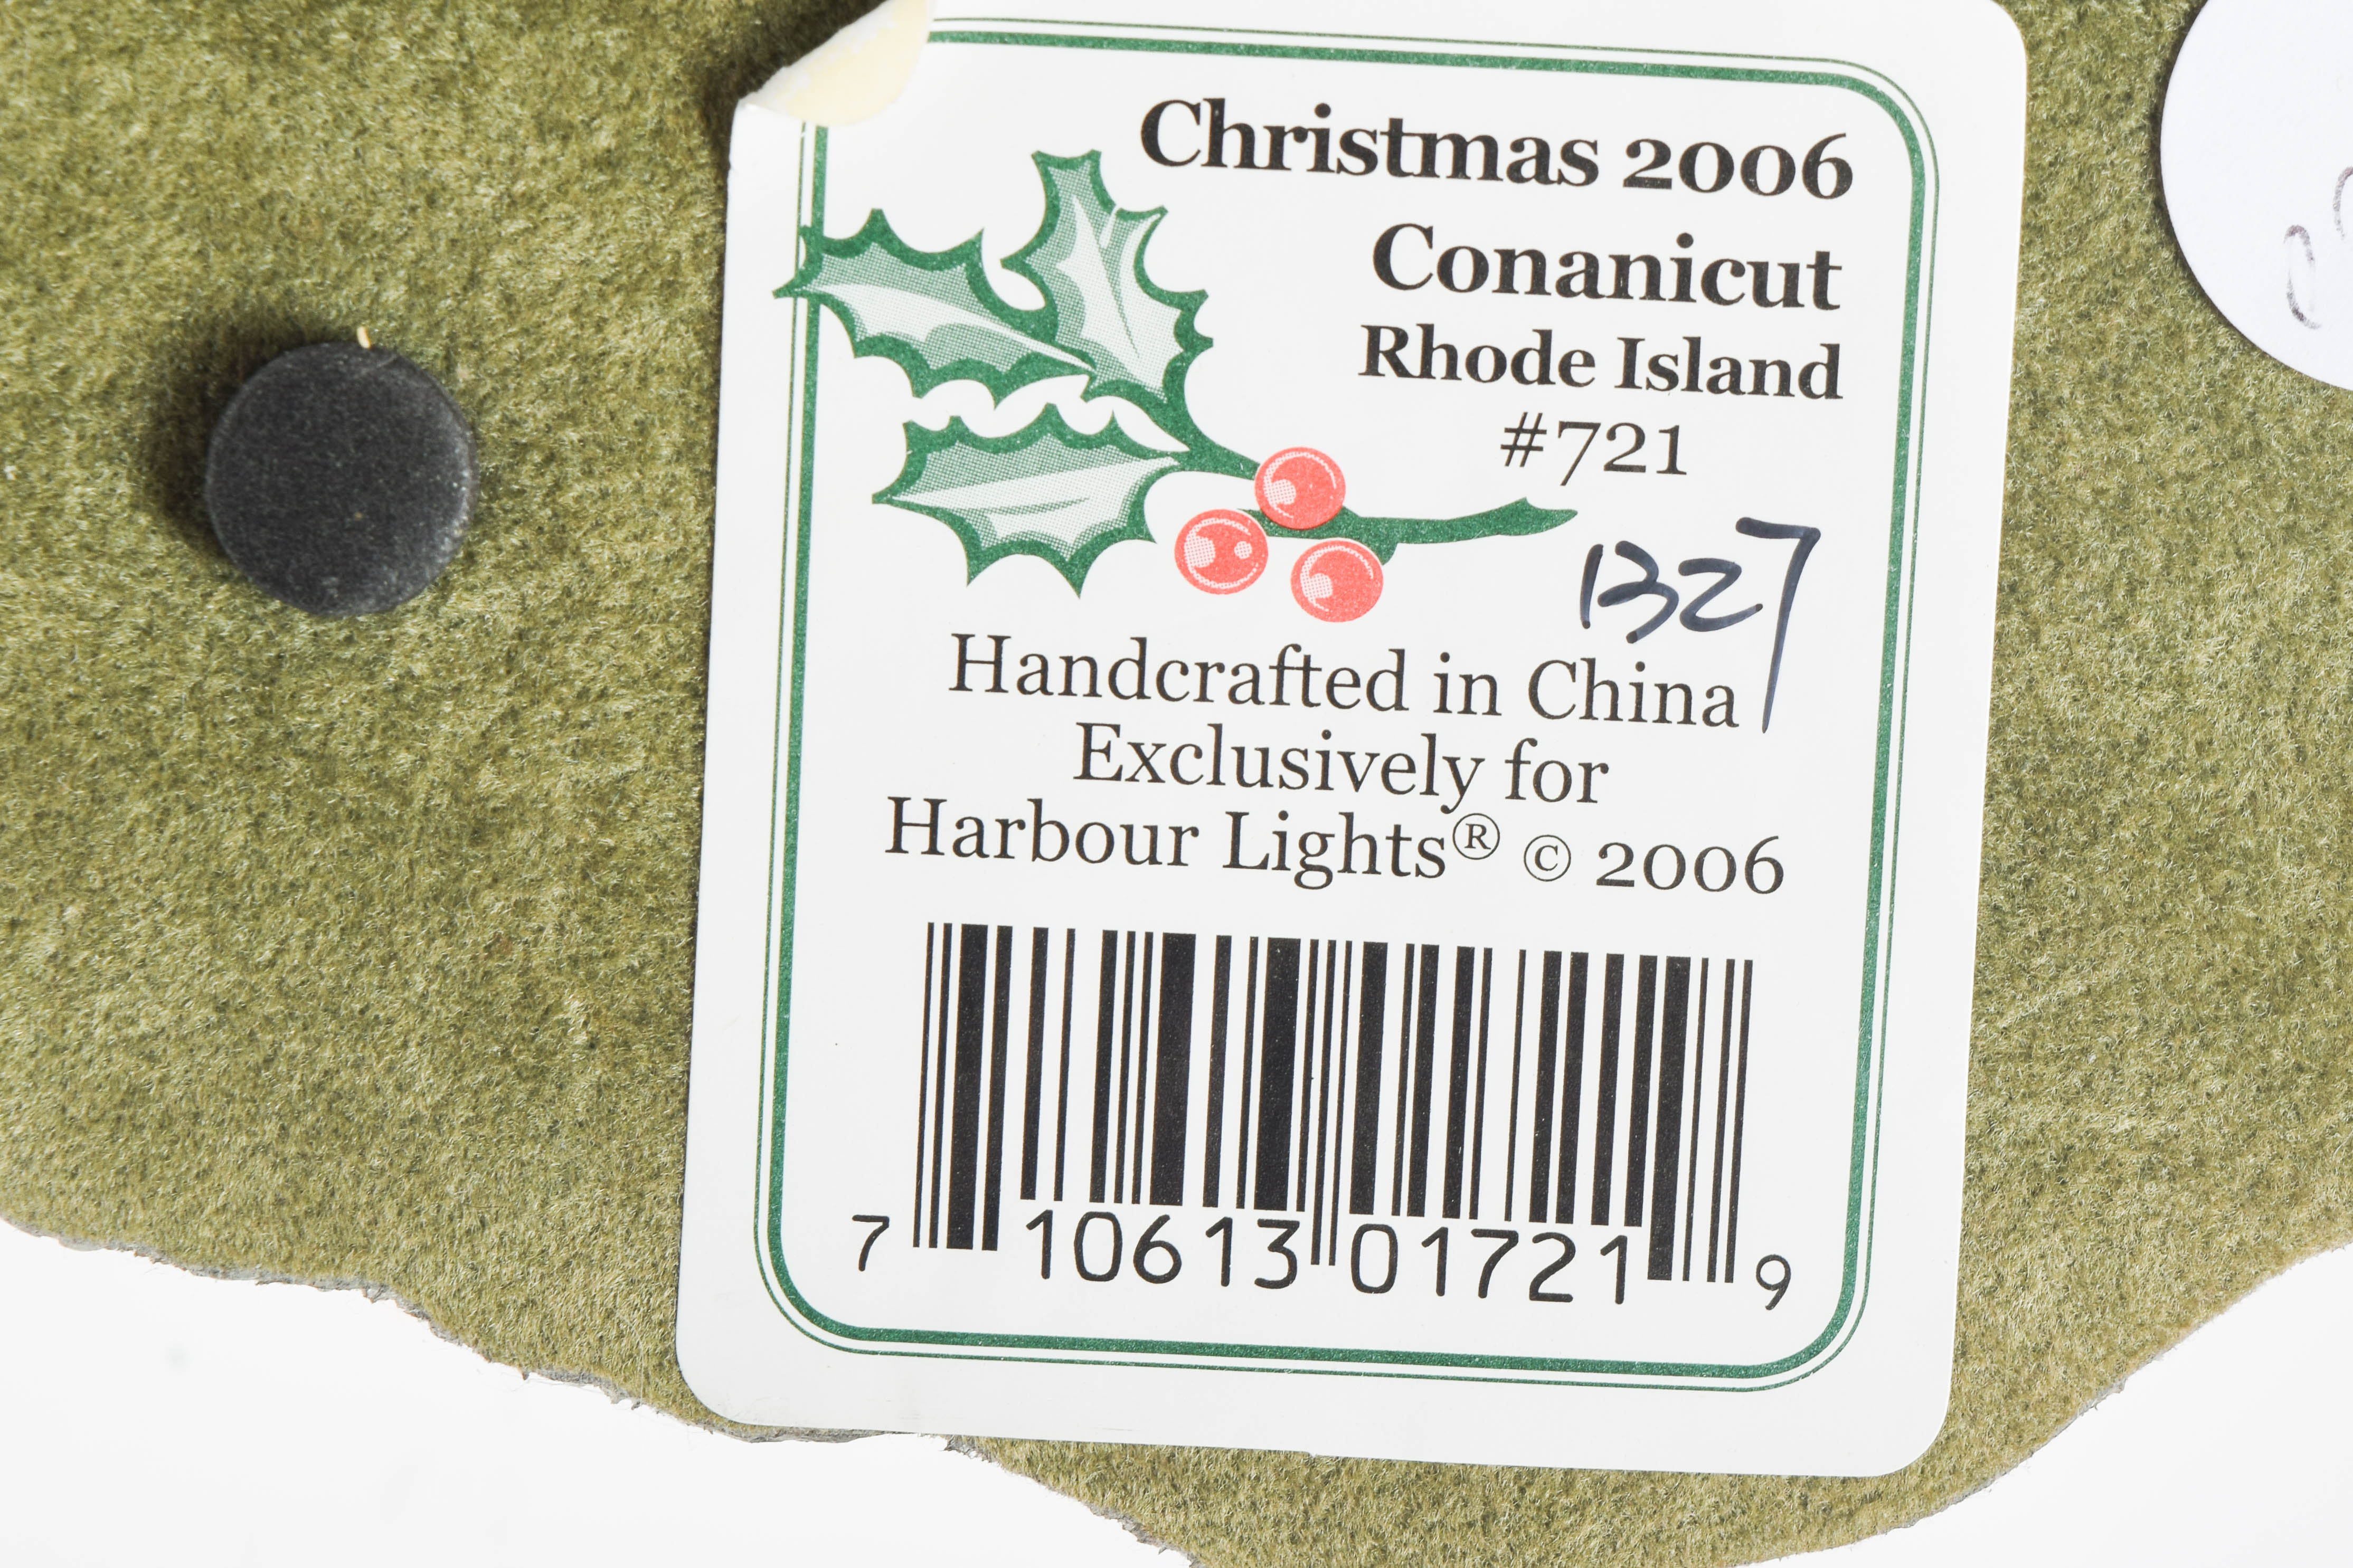 Christmas 2006
Conanicut
Rhode Island
#721
1327
Handcrafted in China
Exclusively for
Harbour Lights® © 2006
7 10613 01721 9